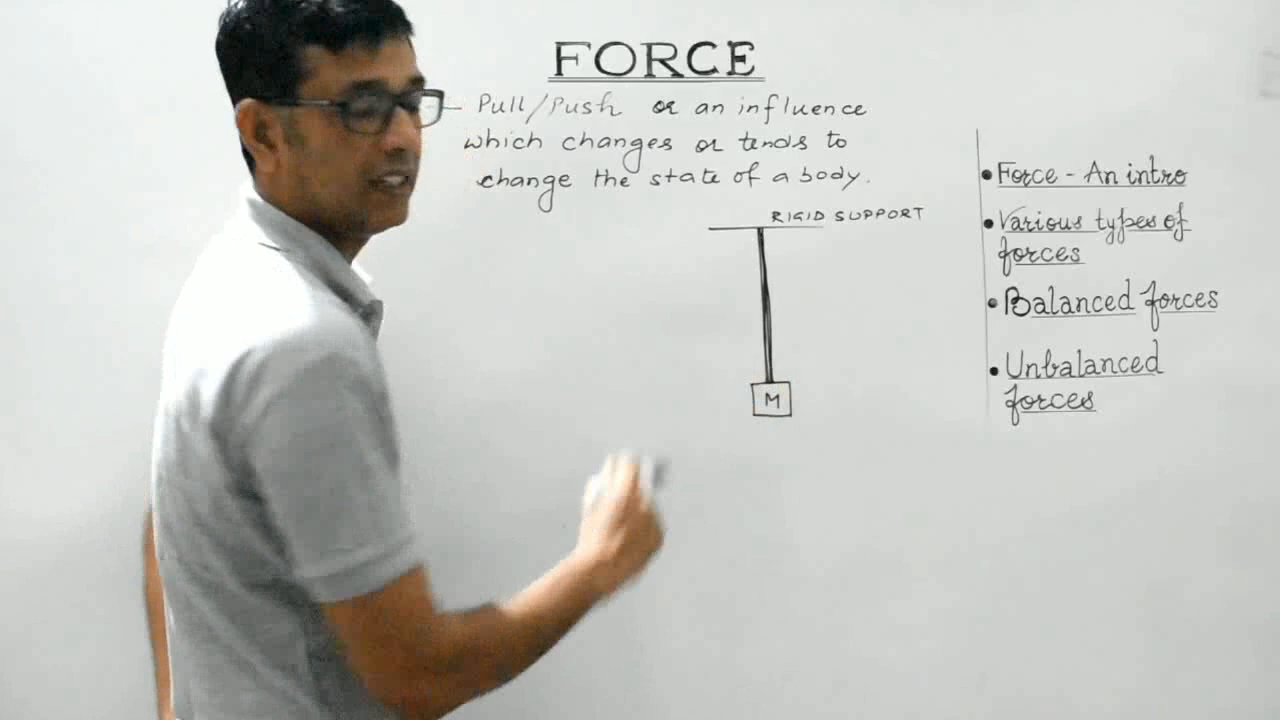 FORCE
– Pull/Push or an influence
which changes or tends to
change the state of a body.
RIGID SUPPORT
M
• Force - An intro
• Various types of
forces
• Balanced forces
• Unbalanced
forces